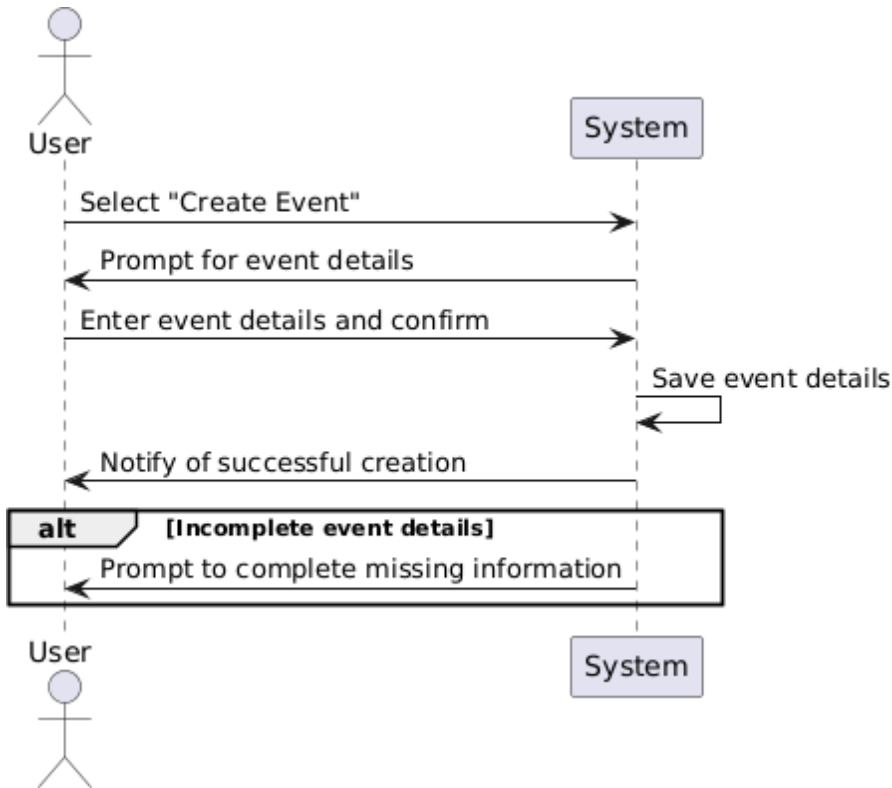 User
System
Select "Create Event"
Prompt for event details
Enter event details and confirm
Save event details
Notify of successful creation
alt [Incomplete event details]
Prompt to complete missing information
User
System